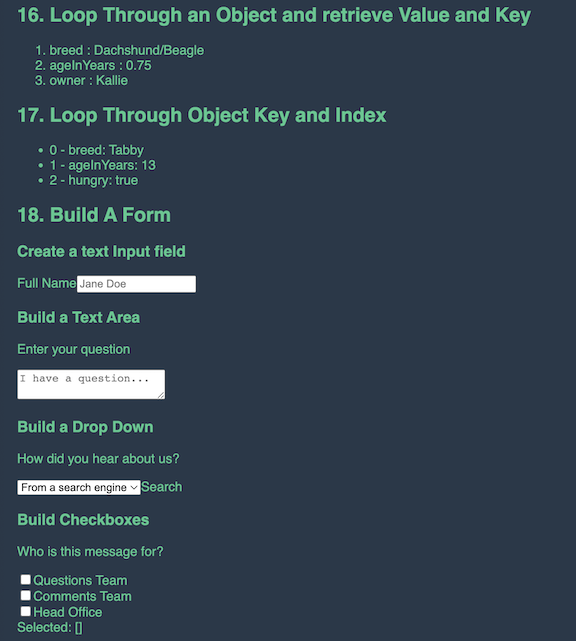 16. Loop Through an Object and retrieve Value and Key
1. breed : Dachshund/Beagle
2. ageInYears : 0.75
3. owner : Kallie
17. Loop Through Object Key and Index
• 0 - breed: Tabby
• 1 - ageInYears: 13
• 2 - hungry: true
18. Build A Form
Create a text Input field
Full Name Jane Doe
Build a Text Area
Enter your question
I have a question...
Build a Drop Down
How did you hear about us?
From a search engine Search
Build Checkboxes
Who is this message for?
Questions Team
Comments Team
Head Office
Selected: []